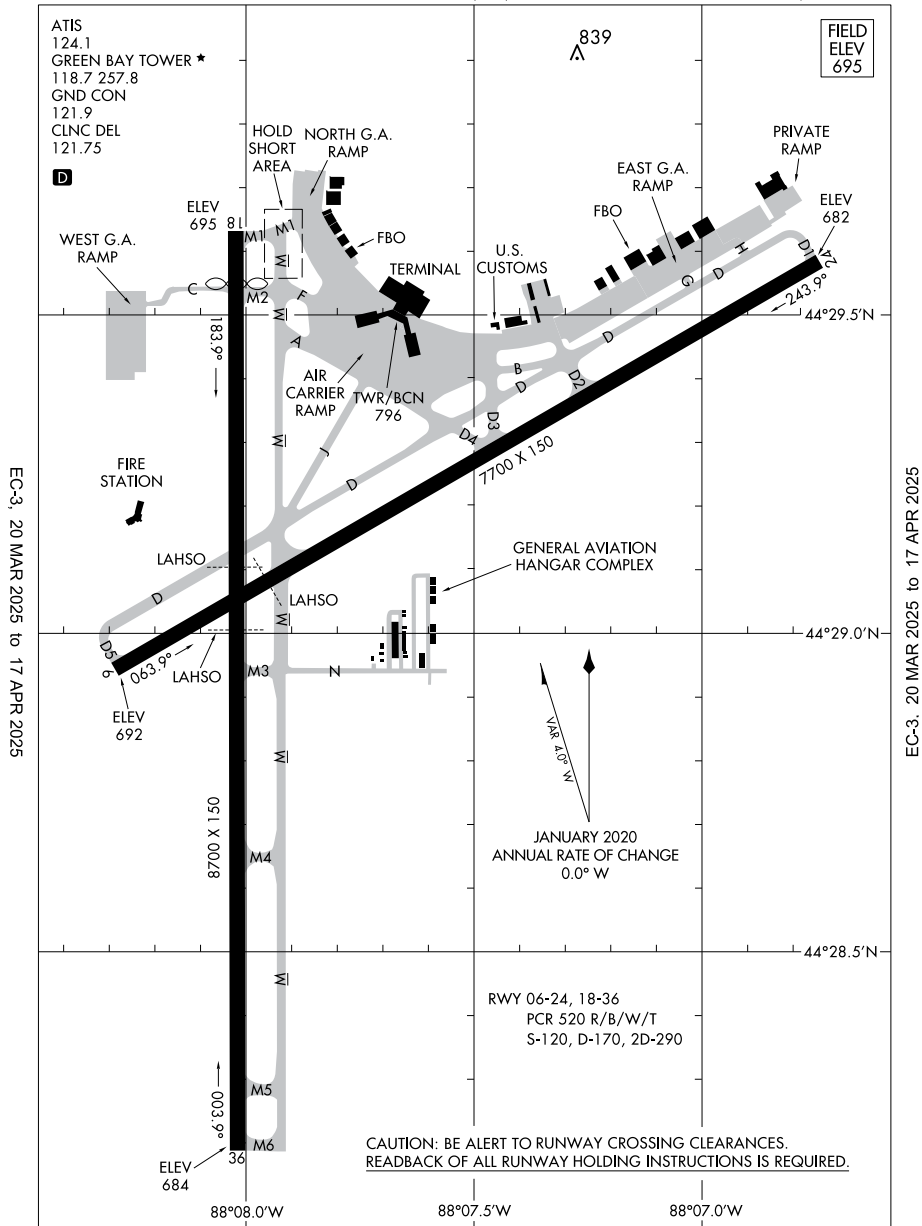 ATIS
124.1
GREEN BAY TOWER ★
118.7 257.8
GND CON
121.9
CLNC DEL
121.75
D
839
FIELD
ELEV
695
HOLD
SHORT
AREA
NORTH G.A.
RAMP
PRIVATE
RAMP
EAST G.A.
RAMP
ELEV
682
ELEV
695
18
M1
M1
M
FBO
FBO
WEST G.A.
RAMP
U.S.
CUSTOMS
TERMINAL
H
D
G
D1
24
243.9°
C
M2
F
M
A
44°29.5'N
183.9°
AIR
CARRIER
RAMP
TWR/BCN
796
B
D
D
D2
D3
D4
M
J
D
7700 X 150
FIRE
STATION
LAHSO
GENERAL AVIATION
HANGAR COMPLEX
D
LAHSO
M
44°29.0'N
D5
6
063.9°
LAHSO
M3
N
ELEV
692
M
VAR 4.0° W
8700 X 150
JANUARY 2020
ANNUAL RATE OF CHANGE
0.0° W
M4
44°28.5'N
M
RWY 06-24, 18-36
PCR 520 R/B/W/T
S-120, D-170, 2D-290
003.9°
M5
M6
36
ELEV
684
CAUTION: BE ALERT TO RUNWAY CROSSING CLEARANCES.
READBACK OF ALL RUNWAY HOLDING INSTRUCTIONS IS REQUIRED.
88°08.0'W
88°07.5'W
88°07.0'W
EC-3, 20 MAR 2025 to 17 APR 2025
EC-3, 20 MAR 2025 to 17 APR 2025